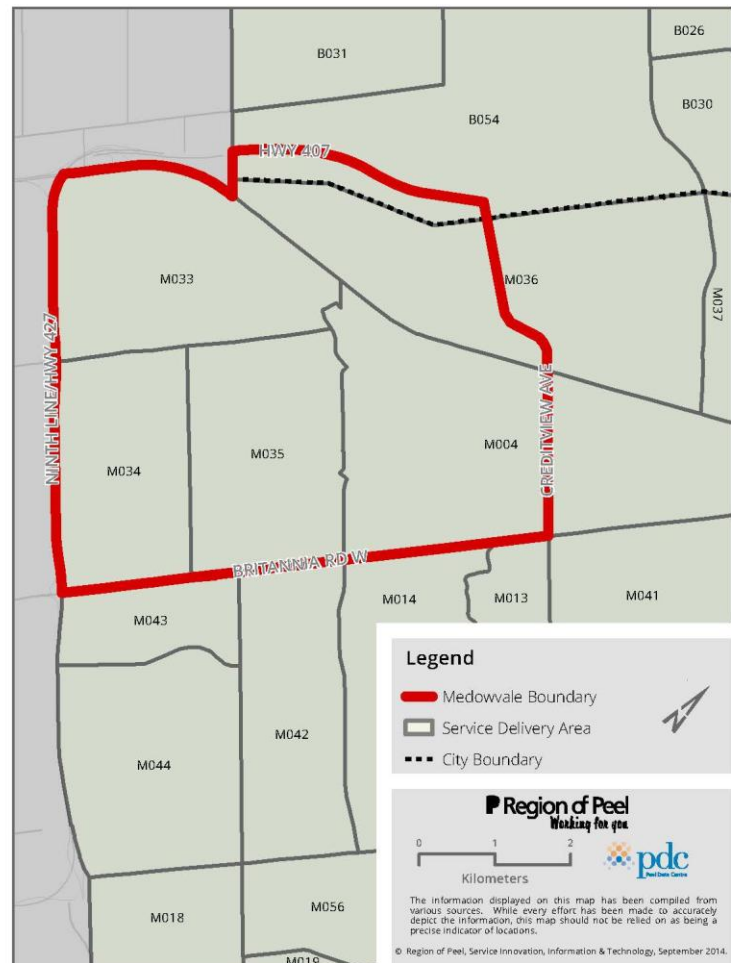 B026
B031
B030
B054
HWY 407
M033
M036
M037
NINTH LINE/HWY 427
CREDITVIEW AVE
M004
M035
M034
BRITANNIA RD W
M014
M013
M041
M043
M042
M044
M018
M056
M019
Legend
Medowvale Boundary
Service Delivery Area
City Boundary
Region of Peel
Working for you
0 1 2
Kilometers
pdc
Peel Data Centre
The information displayed on this map has been compiled from
various sources. While every effort has been made to accurately
depict the information, this map should not be relied on as being a
precise indicator of locations.
© Region of Peel, Service Innovation, Information & Technology, September 2014.